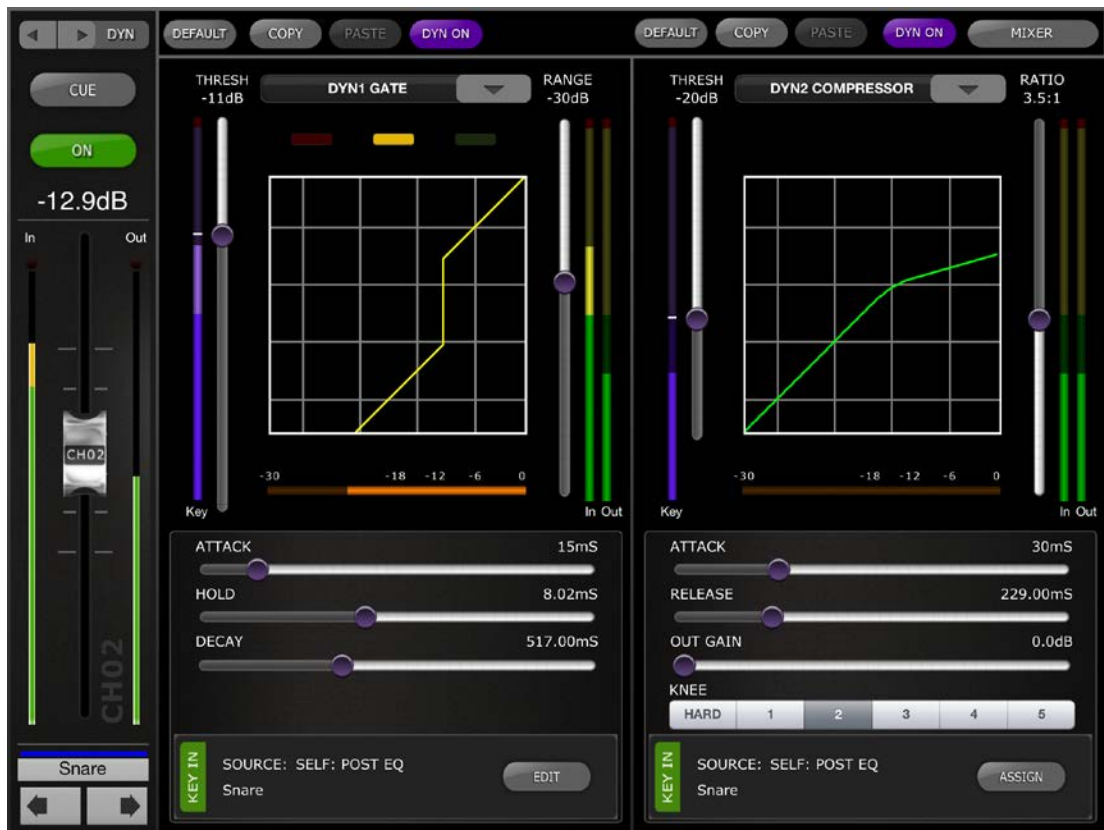 DYN
CUE
ON
-12.9dB
In Out
CH02
CH02
Snare
DEFAULT COPY PASTE DYN ON
THRESH
-11dB
DYN1 GATE
RANGE
-30dB
-30 -18 -12 -6 0
Key In Out
ATTACK 15mS
HOLD 8.02mS
DECAY 517.00mS
KEY IN
SOURCE: SELF: POST EQ
Snare
EDIT
DEFAULT COPY PASTE DYN ON MIXER
THRESH
-20dB
DYN2 COMPRESSOR
RATIO
3.5:1
-30 -18 -12 -6 0
Key In Out
ATTACK 30mS
RELEASE 229.00mS
OUT GAIN 0.0dB
KNEE
HARD 1 2 3 4 5
KEY IN
SOURCE: SELF: POST EQ
Snare
ASSIGN